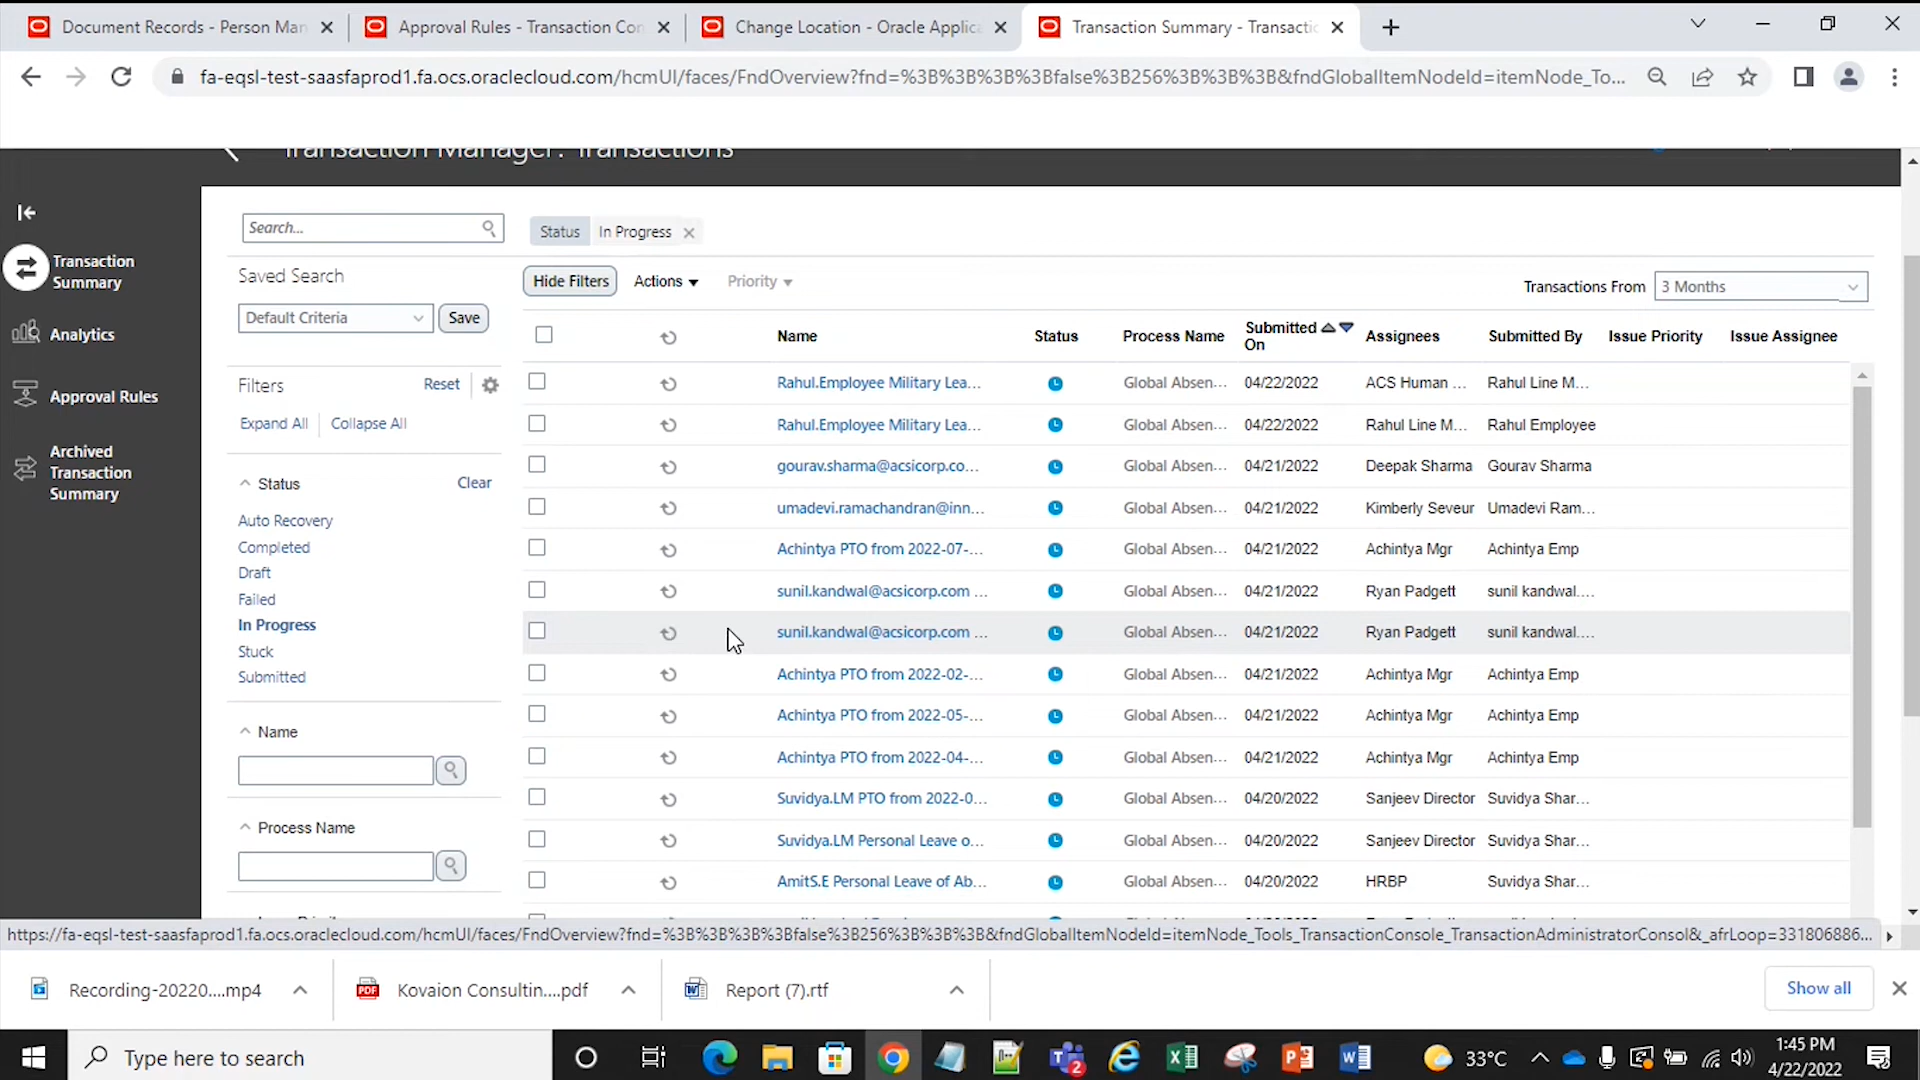 Document Records - Person Man
Approval Rules - Transaction Con
Change Location - Oracle Applica
Transaction Summary - Transactic
fa-eqsl-test-saasfaprod1.fa.ocs.oraclecloud.com/hcmUI/faces/FndOverview?fnd=%3B%3B%3B%3Bfalse%3B256%3B%3B%3B&fndGlobalItemNodeId=itemNode_To...
Transaction Manager: Transactions
Transaction Summary
Analytics
Approval Rules
Archived Transaction Summary
Search...
Status In Progress
Saved Search
Default Criteria Save
Filters Reset
Expand All Collapse All
Status Clear
Auto Recovery
Completed
Draft
Failed
In Progress
Stuck
Submitted
Name
Process Name
Hide Filters Actions Priority
Transactions From 3 Months
Name Status Process Name Submitted On Assignees Submitted By Issue Priority Issue Assignee
Rahul.Employee Military Lea... Global Absen... 04/22/2022 ACS Human ... Rahul Line M...
Rahul.Employee Military Lea... Global Absen... 04/22/2022 Rahul Line M... Rahul Employee
gourav.sharma@acsicorp.co... Global Absen... 04/21/2022 Deepak Sharma Gourav Sharma
umadevi.ramachandran@inn... Global Absen... 04/21/2022 Kimberly Seveur Umadevi Ram...
Achintya PTO from 2022-07-... Global Absen... 04/21/2022 Achintya Mgr Achintya Emp
sunil.kandwal@acsicorp.com ... Global Absen... 04/21/2022 Ryan Padgett sunil kandwal....
sunil.kandwal@acsicorp.com ... Global Absen... 04/21/2022 Ryan Padgett sunil kandwal....
Achintya PTO from 2022-02-... Global Absen... 04/21/2022 Achintya Mgr Achintya Emp
Achintya PTO from 2022-05-... Global Absen... 04/21/2022 Achintya Mgr Achintya Emp
Achintya PTO from 2022-04-... Global Absen... 04/21/2022 Achintya Mgr Achintya Emp
Suvidya.LM PTO from 2022-0... Global Absen... 04/20/2022 Sanjeev Director Suvidya Shar...
Suvidya.LM Personal Leave o... Global Absen... 04/20/2022 Sanjeev Director Suvidya Shar...
AmitS.E Personal Leave of Ab... Global Absen... 04/20/2022 HRBP Suvidya Shar...
https://fa-eqsl-test-saasfaprod1.fa.ocs.oraclecloud.com/hcmUI/faces/FndOverview?fnd=%3B%3B%3B%3Bfalse%3B256%3B%3B%3B&fndGlobalItemNodeId=itemNode_Tools_TransactionConsole_TransactionAdministratorConsol&_afrLoop=331806886...
Recording-20220....mp4
Kovaion Consultin....pdf
Report (7).rtf
Show all
Type here to search
2
33°C
1:45 PM
4/22/2022